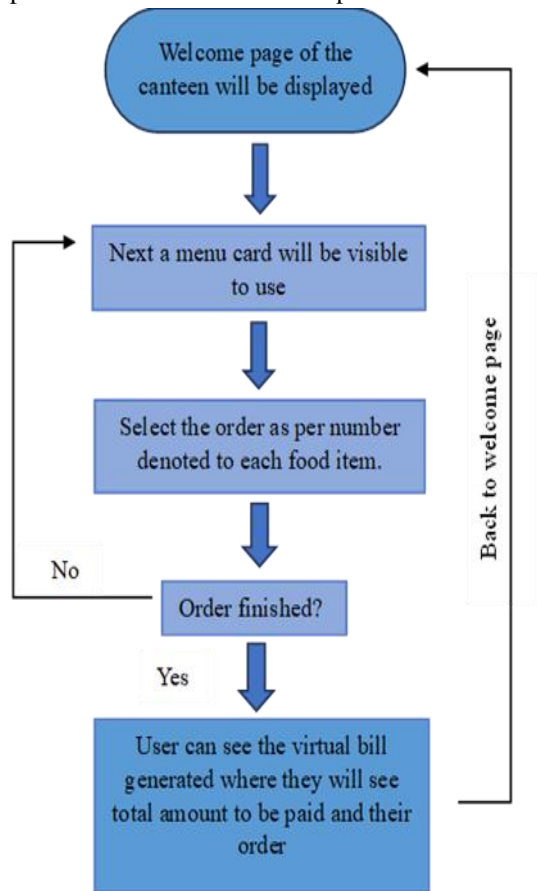 Welcome page of the
canteen will be displayed
Next a menu card will be visible
to use
Select the order as per number
denoted to each food item.
No
Order finished?
Yes
User can see the virtual bill
generated where they will see
total amount to be paid and their
order
Back to welcome page